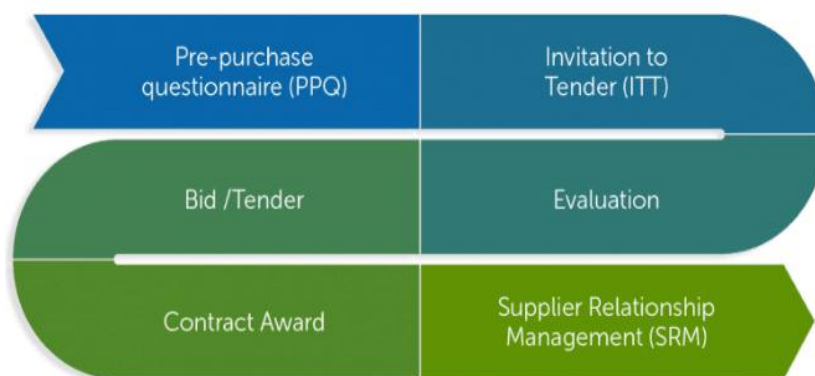 Pre-purchase
questionnaire (PPQ)
Invitation to
Tender (ITT)
Evaluation
Bid /Tender
Contract Award
Supplier Relationship
Management (SRM)